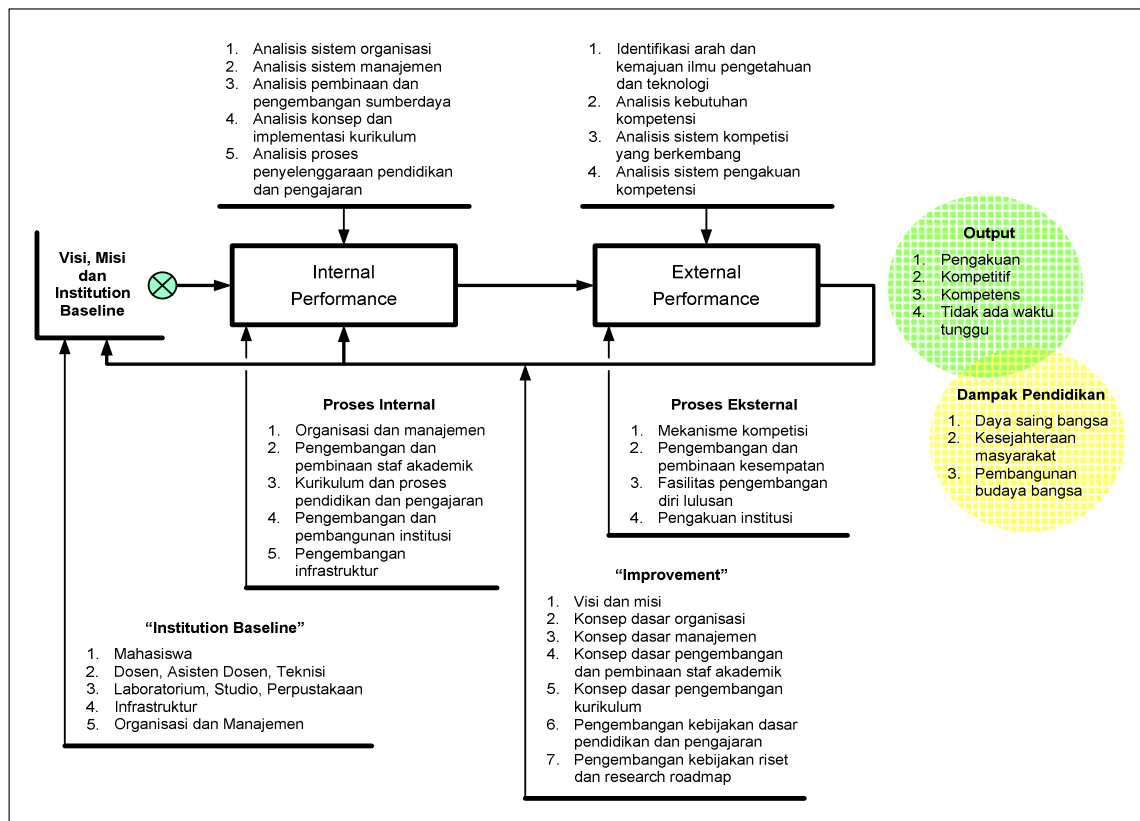 1. Analisis sistem organisasi
2. Analisis sistem manajemen
3. Analisis pembinaan dan
pengembangan sumberdaya
4. Analisis konsep dan
implementasi kurikulum
5. Analisis proses
penyelenggaraan pendidikan
dan pengajaran
1. Identifikasi arah dan
kemajuan ilmu pengetahuan
dan teknologi
2. Analisis kebutuhan
kompetensi
3. Analisis sistem kompetisi
yang berkembang
4. Analisis sistem pengakuan
kompetensi
Visi, Misi
dan
Institution
Baseline
Internal
Performance
External
Performance
Output
1. Pengakuan
2. Kompetitif
3. Kompetens
4. Tidak ada waktu
tunggu
Dampak Pendidikan
1. Daya saing bangsa
2. Kesejahteraan
masyarakat
3. Pembangunan
budaya bangsa
Proses Internal
1. Organisasi dan manajemen
2. Pengembangan dan
pembinaan staf akademik
3. Kurikulum dan proses
pendidikan dan pengajaran
4. Pengembangan dan
pembangunan institusi
5. Pengembangan
infrastruktur
Proses Eksternal
1. Mekanisme kompetisi
2. Pengembangan dan
pembinaan kesempatan
3. Fasilitas pengembangan
diri lulusan
4. Pengakuan institusi
"Institution Baseline"
1. Mahasiswa
2. Dosen, Asisten Dosen, Teknisi
3. Laboratorium, Studio, Perpustakaan
4. Infrastruktur
5. Organisasi dan Manajemen
"Improvement"
1. Visi dan misi
2. Konsep dasar organisasi
3. Konsep dasar manajemen
4. Konsep dasar pengembangan
dan pembinaan staf akademik
5. Konsep dasar pengembangan
kurikulum
6. Pengembangan kebijakan dasar
pendidikan dan pengajaran
7. Pengembangan kebijakan riset
dan research roadmap